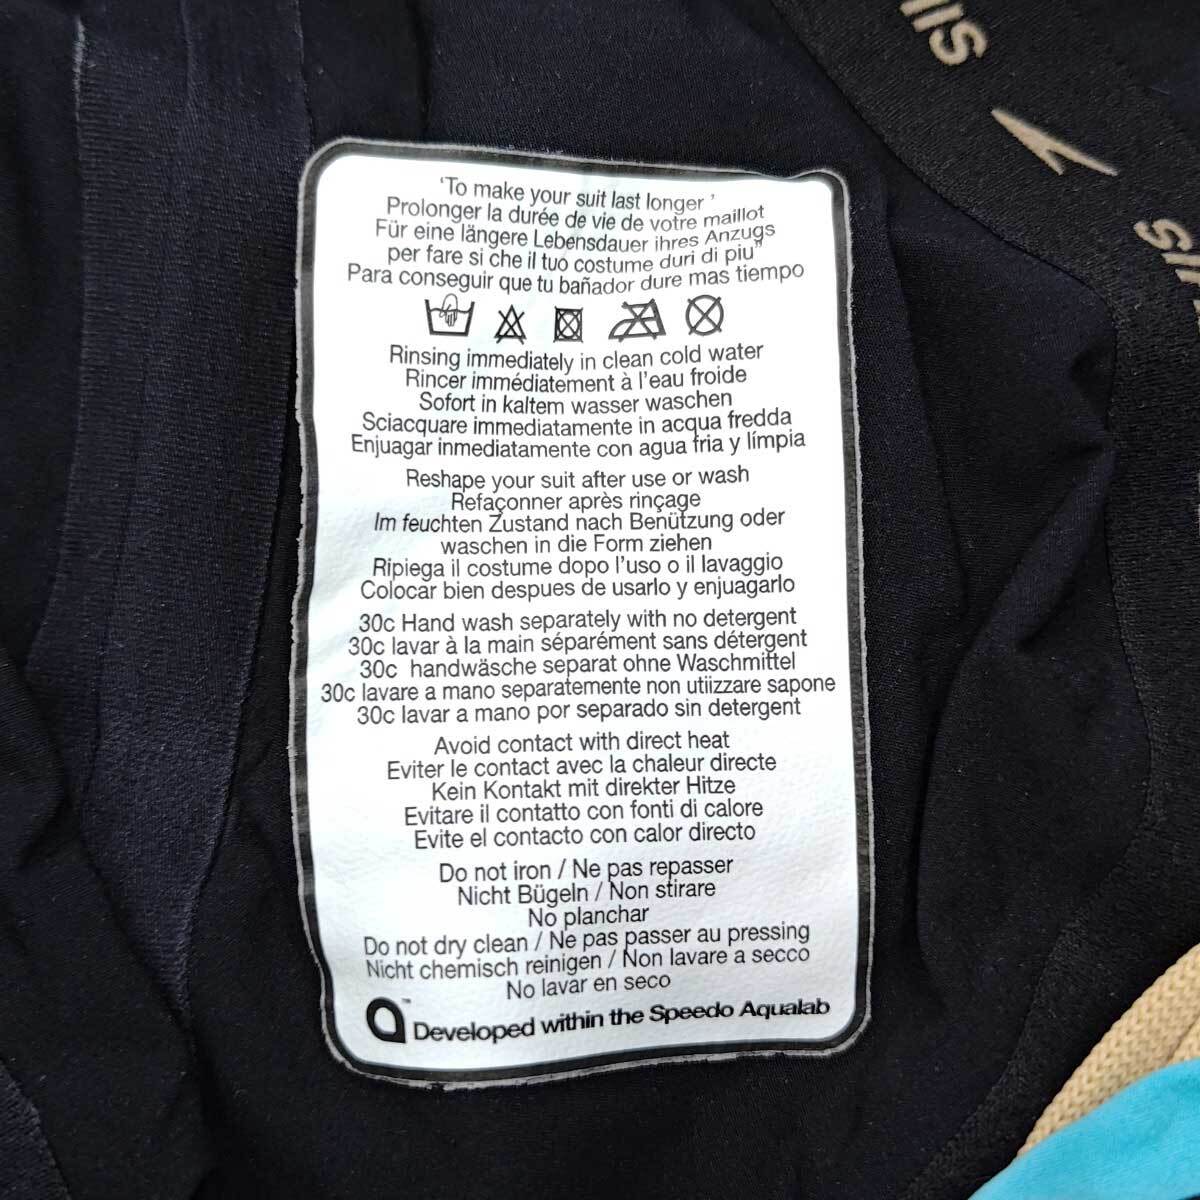 'To make your suit last longer '
Prolonger la durée de vie de votre maillot
Für eine längere Lebensdauer ihres Anzugs
per fare si che il tuo costume duri di piu"
Para conseguir que tu bañador dure mas tiempo
Rinsing immediately in clean cold water
Rincer immédiatement à l'eau froide
Sofort in kaltem wasser waschen
Sciacquare immediatamente in acqua fredda
Enjuagar inmediatamente con agua fria y límpia
Reshape your suit after use or wash
Refaçonner après rinçage
Im feuchten Zustand nach Benützung oder
waschen in die Form ziehen
Ripiega il costume dopo l'uso o il lavaggio
Colocar bien despues de usarlo y enjuagarlo
30c Hand wash separately with no detergent
30c lavar à la main séparément sans détergent
30c handwäsche separat ohne Waschmittel
30c lavare a mano separatemente non utiizzare sapone
30c lavar a mano por separado sin detergent
Avoid contact with direct heat
Eviter le contact avec la chaleur directe
Kein Kontakt mit direkter Hitze
Evitare il contatto con fonti di calore
Evite el contacto con calor directo
Do not iron / Ne pas repasser
Nicht Bügeln / Non stirare
No planchar
Do not dry clean / Ne pas passer au pressing
Nicht chemisch reinigen / Non lavare a secco
No lavar en seco
™ Developed within the Speedo Aqualab